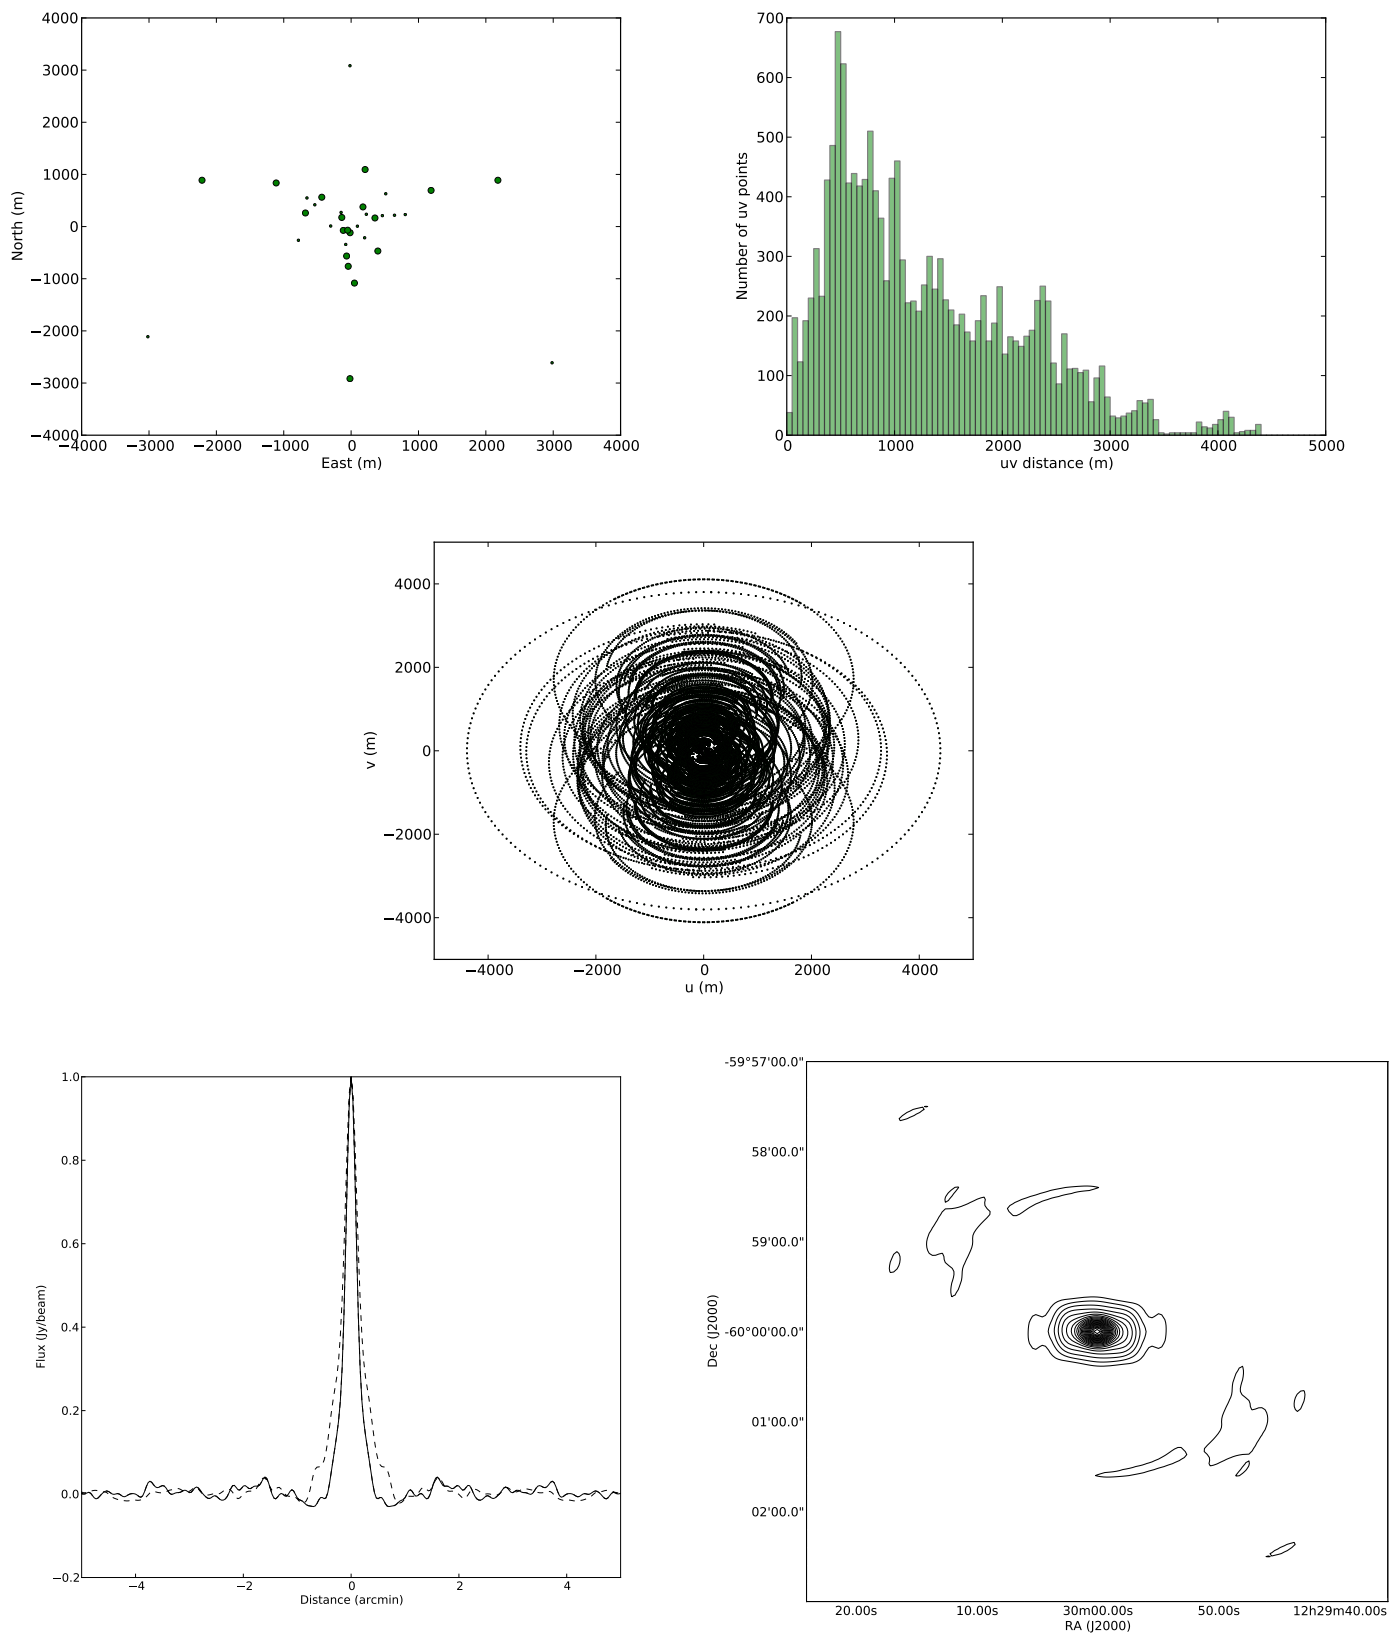 4000
3000
2000
1000
0
−1000
−2000
−3000
−4000
North (m)
−4000 −3000 −2000 −1000 0 1000 2000 3000 4000
East (m)
700
600
500
400
300
200
100
0
Number of uv points
0 1000 2000 3000 4000 5000
uv distance (m)
4000
2000
0
−2000
−4000
v (m)
−4000 −2000 0 2000 4000
u (m)
1.0
0.8
0.6
0.4
0.2
0.0
−0.2
Flux (Jy/beam)
−4 −2 0 2 4
Distance (arcmin)
-59°57'00.0"
58'00.0"
59'00.0"
-60°00'00.0"
01'00.0"
02'00.0"
Dec (J2000)
20.00s 10.00s 30m00.00s 50.00s 12h29m40.00s
RA (J2000)